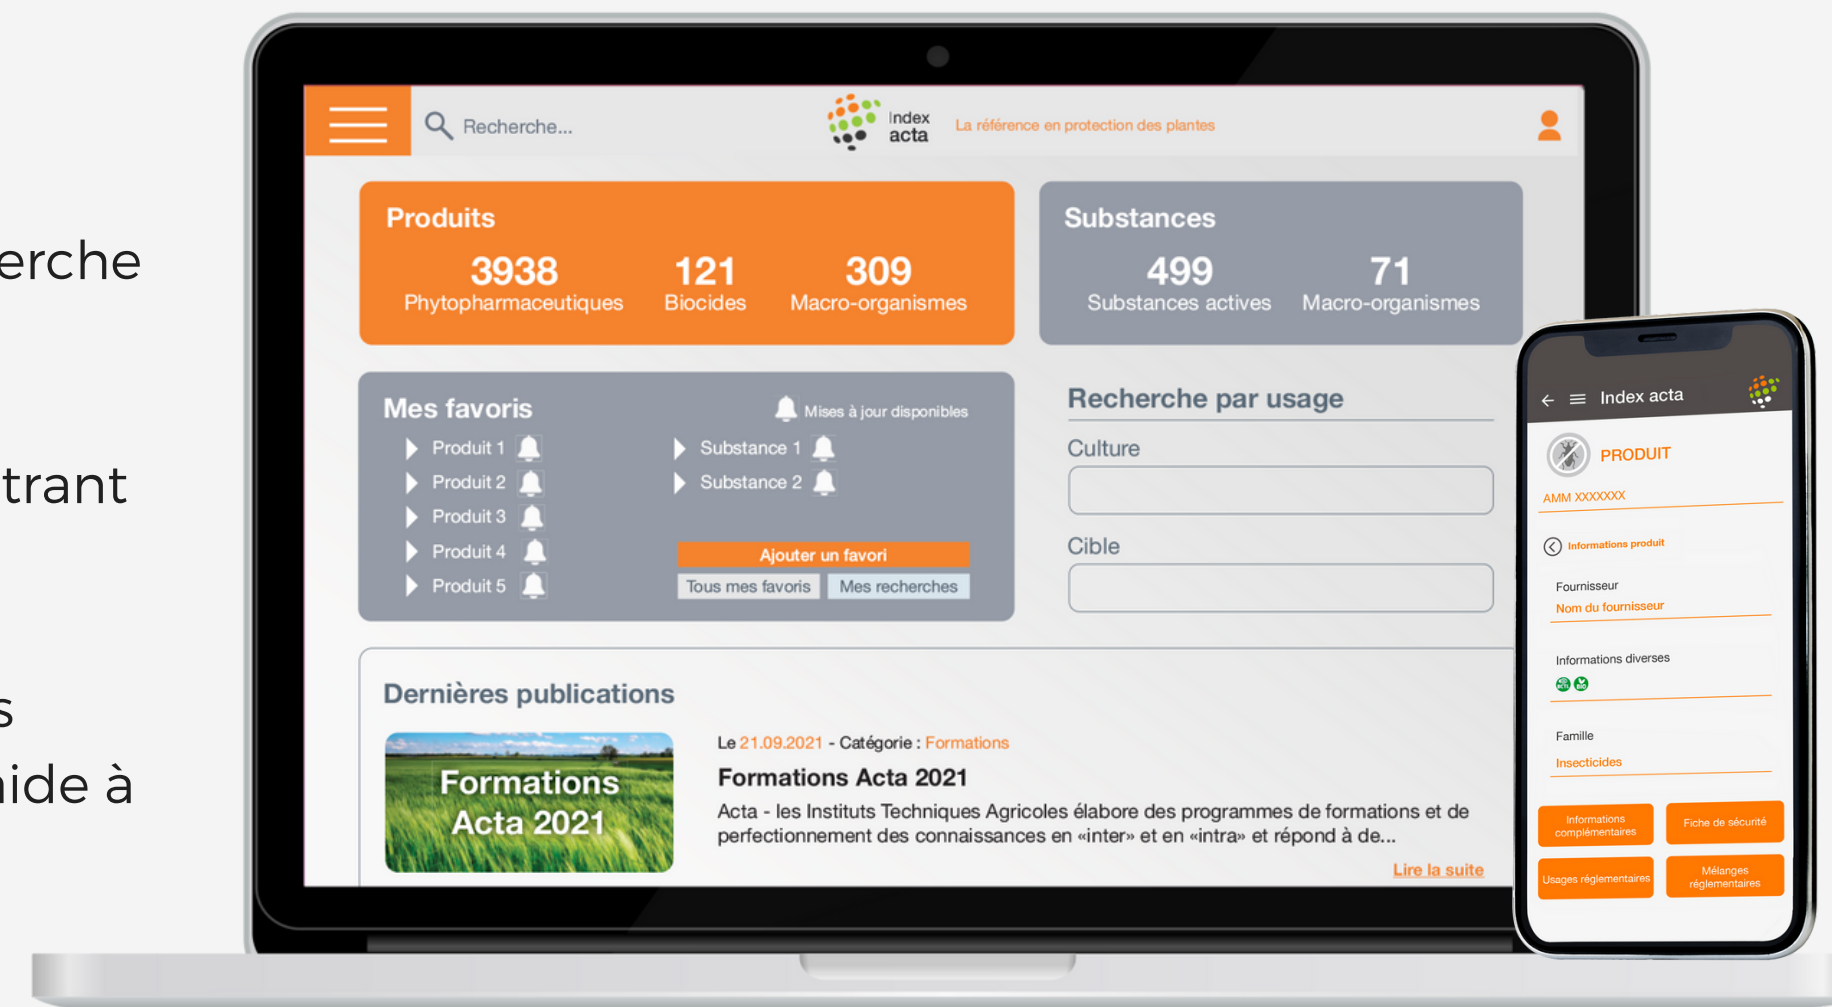 erche
trant
s
aide à
Recherche...
Index
acta
La référence en protection des plantes
Produits
3938
121
309
Phytopharmaceutiques
Biocides
Macro-organismes
Substances
499
71
Substances actives
Macro-organismes
Mes favoris
Mises à jour disponibles
Produit 1
Substance 1
Produit 2
Substance 2
Produit 3
Produit 4
Produit 5
Ajouter un favori
Tous mes favoris
Mes recherches
Recherche par usage
Culture
Cible
Dernières publications
Formations
Acta 2021
Le 21.09.2021 - Catégorie : Formations
Formations Acta 2021
Acta - les Instituts Techniques Agricoles élabore des programmes de formations et de
perfectionnement des connaissances en «inter» et en «intra» et répond à de...
Lire la suite
Index acta
PRODUIT
AMM XXXXXXX
Informations produit
Fournisseur
Nom du fournisseur
Informations diverses
BIO
Famille
Insecticides
Informations
complémentaires
Fiche de sécurité
Usages réglementaires
Mélanges
réglementaires